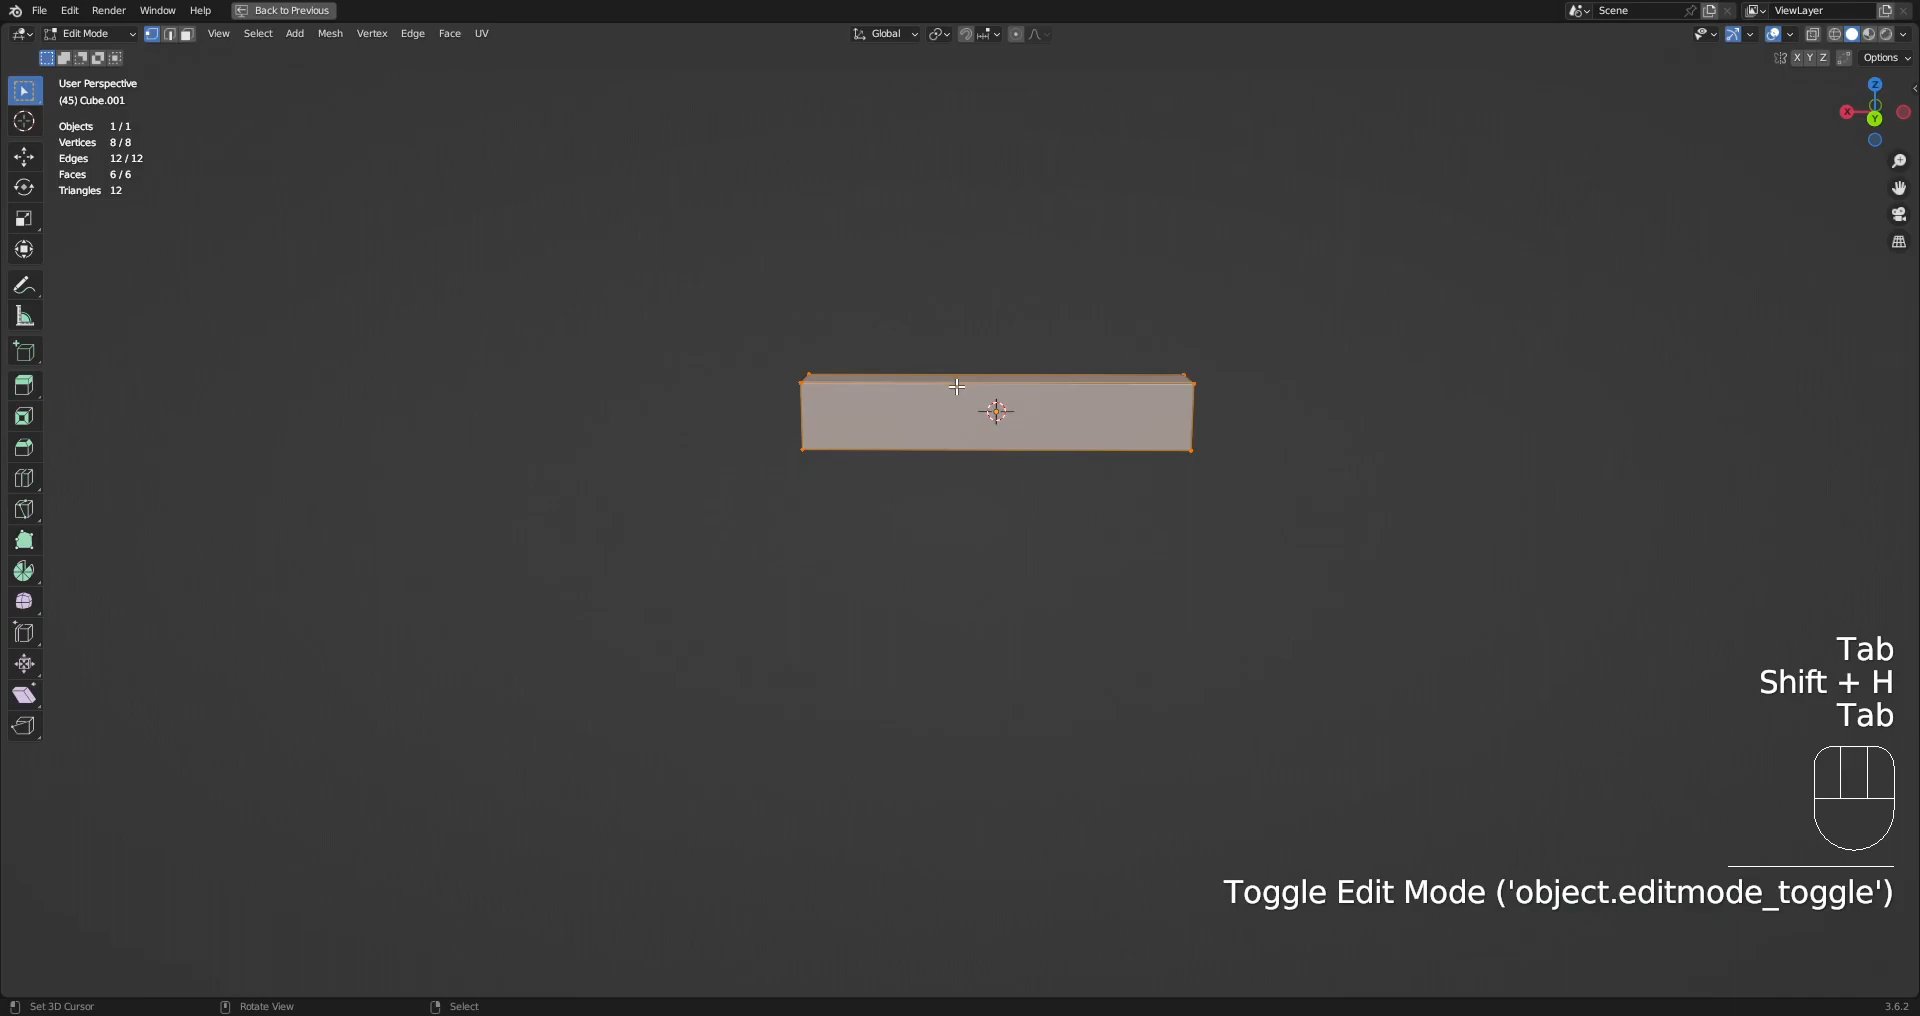 File Edit Render Window Help Back to Previous Scene ViewLayer
Edit Mode View Select Add Mesh Vertex Edge Face UV Global
X Y Z Options
User Perspective
(45) Cube.001
Objects 1 / 1
Vertices 8 / 8
Edges 12 / 12
Faces 6 / 6
Triangles 12
Z
X
Y
Tab
Shift + H
Tab
Toggle Edit Mode ('object.editmode_toggle')
Set 3D Cursor Rotate View Select 3.6.2